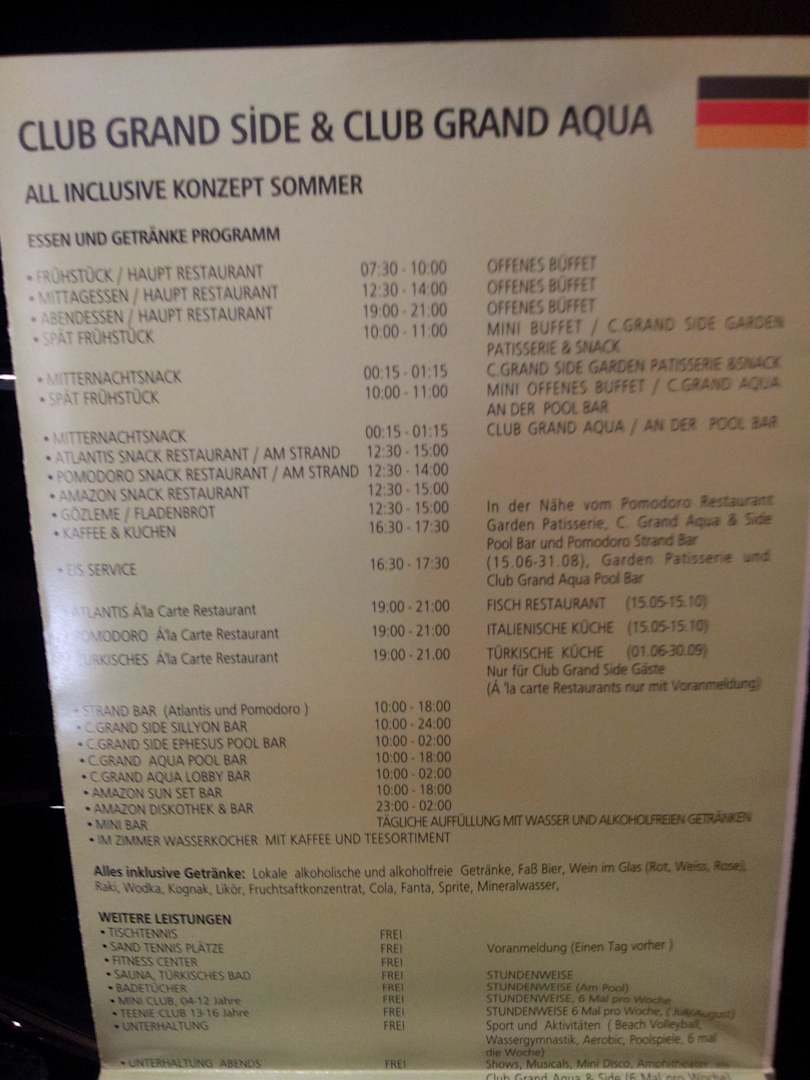 CLUB GRAND SİDE & CLUB GRAND AQUA
ALL INCLUSIVE KONZEPT SOMMER
ESSEN UND GETRÄNKE PROGRAMM
• FRÜHSTÜCK / HAUPT RESTAURANT 07:30 - 10:00 OFFENES BÜFFET
• MITTAGESSEN / HAUPT RESTAURANT 12:30 - 14:00 OFFENES BÜFFET
• ABENDESSEN / HAUPT RESTAURANT 19:00 - 21:00 OFFENES BÜFFET
• SPÄT FRÜHSTÜCK 10:00 - 11:00 MINI BUFFET / C.GRAND SIDE GARDEN
PATISSERIE & SNACK
• MITTERNACHTSNACK 00:15 - 01:15 C.GRAND SIDE GARDEN PATISSERIE &SNACK
• SPÄT FRÜHSTÜCK 10:00 - 11:00 MINI OFFENES BUFFET / C.GRAND AQUA
AN DER POOL BAR
• MITTERNACHTSNACK 00:15 - 01:15 CLUB GRAND AQUA / AN DER POOL BAR
• ATLANTIS SNACK RESTAURANT / AM STRAND 12:30 - 15:00
• POMODORO SNACK RESTAURANT / AM STRAND 12:30 - 14:00
• AMAZON SNACK RESTAURANT 12:30 - 15:00
• GÖZLEME / FLADENBROT 12:30 - 15:00 In der Nähe vom Pomodoro Restaurant
• KAFFEE & KUCHEN 16:30 - 17:30 Garden Patisserie, C. Grand Aqua & Side
Pool Bar und Pomodoro Strand Bar
• EIS SERVICE 16:30 - 17:30 (15.06-31.08), Garden Patisserie und
Club Grand Aqua Pool Bar
• ATLANTIS Á'la Carte Restaurant 19:00 - 21:00 FISCH RESTAURANT (15.05-15.10)
• POMODORO Á'la Carte Restaurant 19:00 - 21:00 ITALIENISCHE KÜCHE (15.05-15.10)
• TÜRKISCHES Á'la Carte Restaurant 19:00 - 21.00 TÜRKISCHE KÜCHE (01.06-30.09)
Nur für Club Grand Side Gäste
(Á 'la carte Restaurants nur mit Voranmeldung)
• STRAND BAR (Atlantis und Pomodoro ) 10:00 - 18:00
• C.GRAND SIDE SILLYON BAR 10:00 - 24:00
• C.GRAND SIDE EPHESUS POOL BAR 10:00 - 02:00
• C.GRAND AQUA POOL BAR 10:00 - 18:00
• C.GRAND AQUA LOBBY BAR 10:00 - 02:00
• AMAZON SUN SET BAR 10:00 - 18:00
• AMAZON DISKOTHEK & BAR 23:00 - 02:00
• MINI BAR TÄGLICHE AUFFÜLLUNG MIT WASSER UND ALKOHOLFREIEN GETRÄNKEN
• IM ZIMMER WASSERKOCHER MIT KAFFEE UND TEESORTIMENT
Alles inklusive Getränke: Lokale alkoholische und alkoholfreie Getränke, Faß Bier, Wein im Glas (Rot, Weiss, Rose),
Raki, Wodka, Kognak, Likör, Fruchtsaftkonzentrat, Cola, Fanta, Sprite, Mineralwasser,
WEITERE LEISTUNGEN
• TISCHTENNIS FREI
• SAND TENNIS PLÄTZE FREI Voranmeldung (Einen Tag vorher )
• FITNESS CENTER FREI
• SAUNA, TÜRKISCHES BAD FREI STUNDENWEISE
• BADETÜCHER FREI STUNDENWEISE (Am Pool)
• MINI CLUB, 04-12 Jahre FREI STUNDENWEISE, 6 Mal pro Woche
• TEENIE CLUB 13-16 Jahre FREI STUNDENWEISE 6 Mal pro Woche, ( Juli-August)
• UNTERHALTUNG FREI Sport und Aktivitäten ( Beach Volleyball,
Wassergymnastik, Aerobic, Poolspiele, 6 mal
die Woche)
• UNTERHALTUNG ABENDS FREI Shows, Musicals, Mini Disco, Amphitheater
Club Grand Aqua & Side (6 Mal pro Woche)